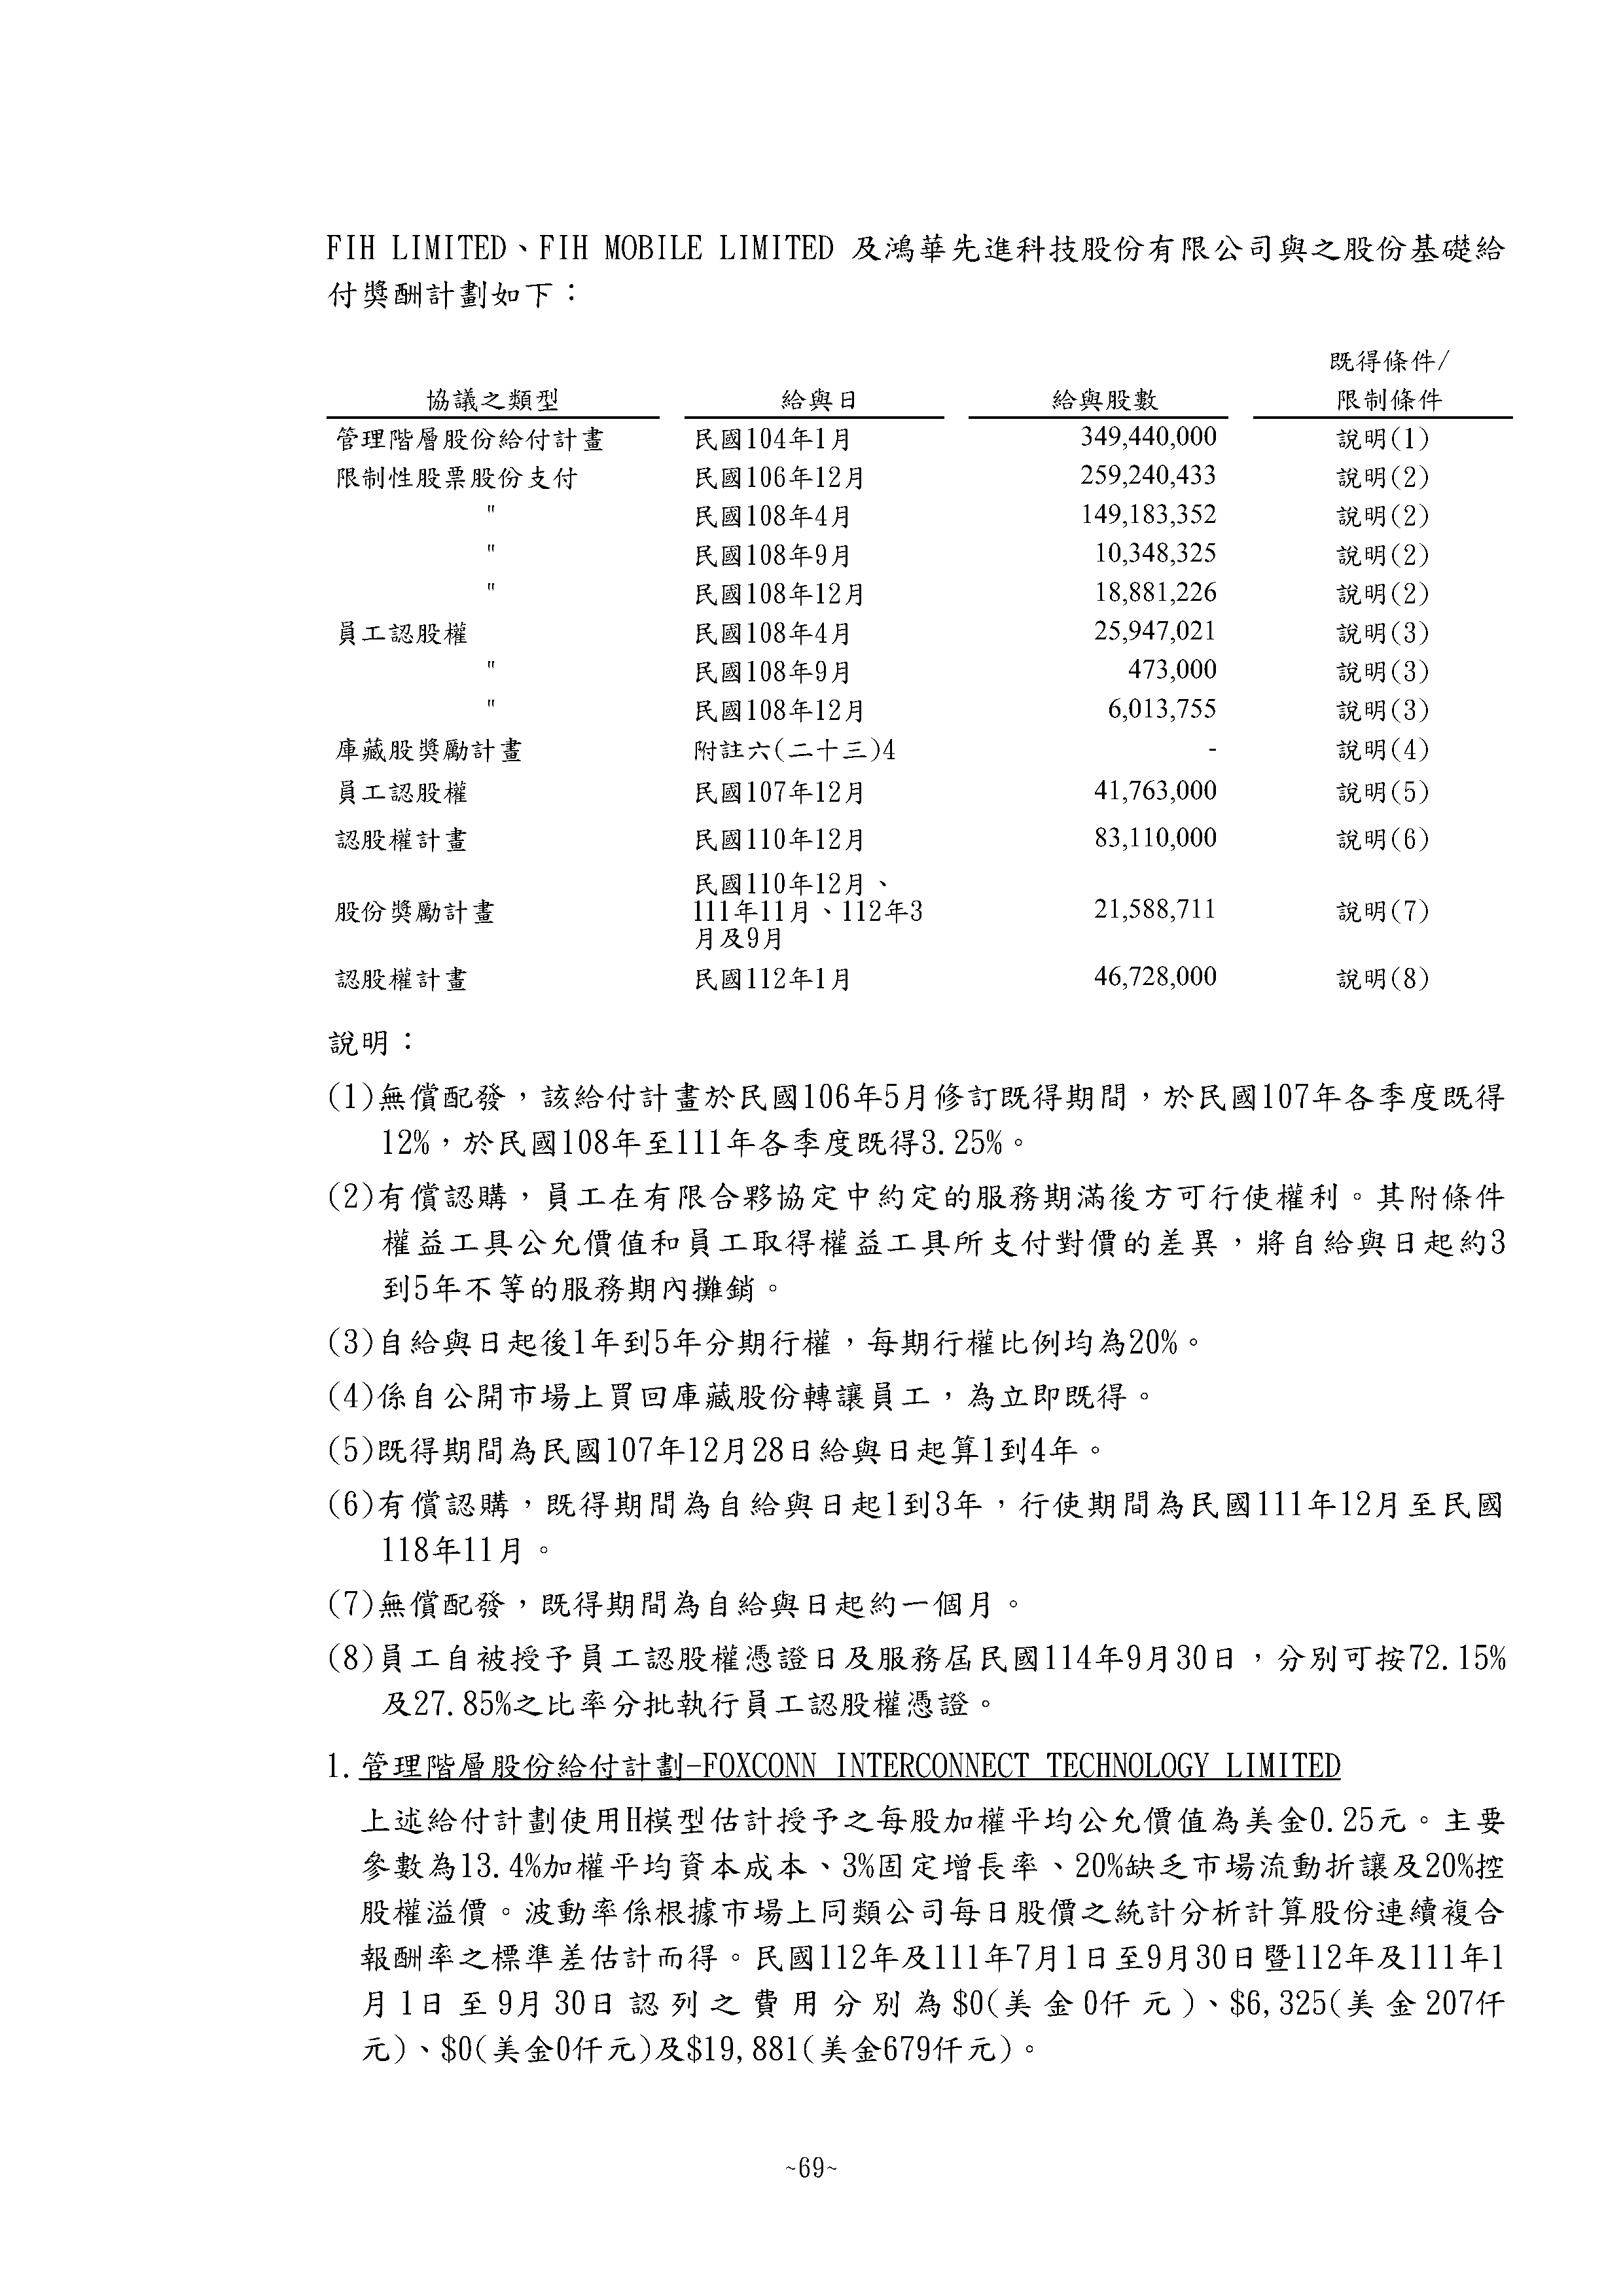 FIH LIMITED、FIH MOBILE LIMITED 及鴻華先進科技股份有限公司與之股份基礎給
付獎酬計劃如下：
既得條件/
協議之類型 給與日 給與股數 限制條件
管理階層股份給付計畫 民國104年1月 349,440,000 說明(1)
限制性股票股份支付 民國106年12月 259,240,433 說明(2)
" 民國108年4月 149,183,352 說明(2)
" 民國108年9月 10,348,325 說明(2)
" 民國108年12月 18,881,226 說明(2)
員工認股權 民國108年4月 25,947,021 說明(3)
" 民國108年9月 473,000 說明(3)
" 民國108年12月 6,013,755 說明(3)
庫藏股獎勵計畫 附註六(二十三)4 - 說明(4)
員工認股權 民國107年12月 41,763,000 說明(5)
認股權計畫 民國110年12月 83,110,000 說明(6)
民國110年12月、
股份獎勵計畫 111年11月、112年3 21,588,711 說明(7)
月及9月
認股權計畫 民國112年1月 46,728,000 說明(8)
說明：
(1)無償配發，該給付計畫於民國106年5月修訂既得期間，於民國107年各季度既得
12%，於民國108年至111年各季度既得3.25%。
(2)有償認購，員工在有限合夥協定中約定的服務期滿後方可行使權利。其附條件
權益工具公允價值和員工取得權益工具所支付對價的差異，將自給與日起約3
到5年不等的服務期內攤銷。
(3)自給與日起後1年到5年分期行權，每期行權比例均為20%。
(4)係自公開市場上買回庫藏股份轉讓員工，為立即既得。
(5)既得期間為民國107年12月28日給與日起算1到4年。
(6)有償認購，既得期間為自給與日起1到3年，行使期間為民國111年12月至民國
118年11月。
(7)無償配發，既得期間為自給與日起約一個月。
(8)員工自被授予員工認股權憑證日及服務屆民國114年9月30日，分別可按72.15%
及27.85%之比率分批執行員工認股權憑證。
1.管理階層股份給付計劃-FOXCONN INTERCONNECT TECHNOLOGY LIMITED
上述給付計劃使用H模型估計授予之每股加權平均公允價值為美金0.25元。主要
參數為13.4%加權平均資本成本、3%固定增長率、20%缺乏市場流動折讓及20%控
股權溢價。波動率係根據市場上同類公司每日股價之統計分析計算股份連續複合
報酬率之標準差估計而得。民國112年及111年7月1日至9月30日暨112年及111年1
月1日至9月30日認列之費用分別為$0(美金0仟元)、$6,325(美金207仟
元)、$0(美金0仟元)及$19,881(美金679仟元)。
~69~